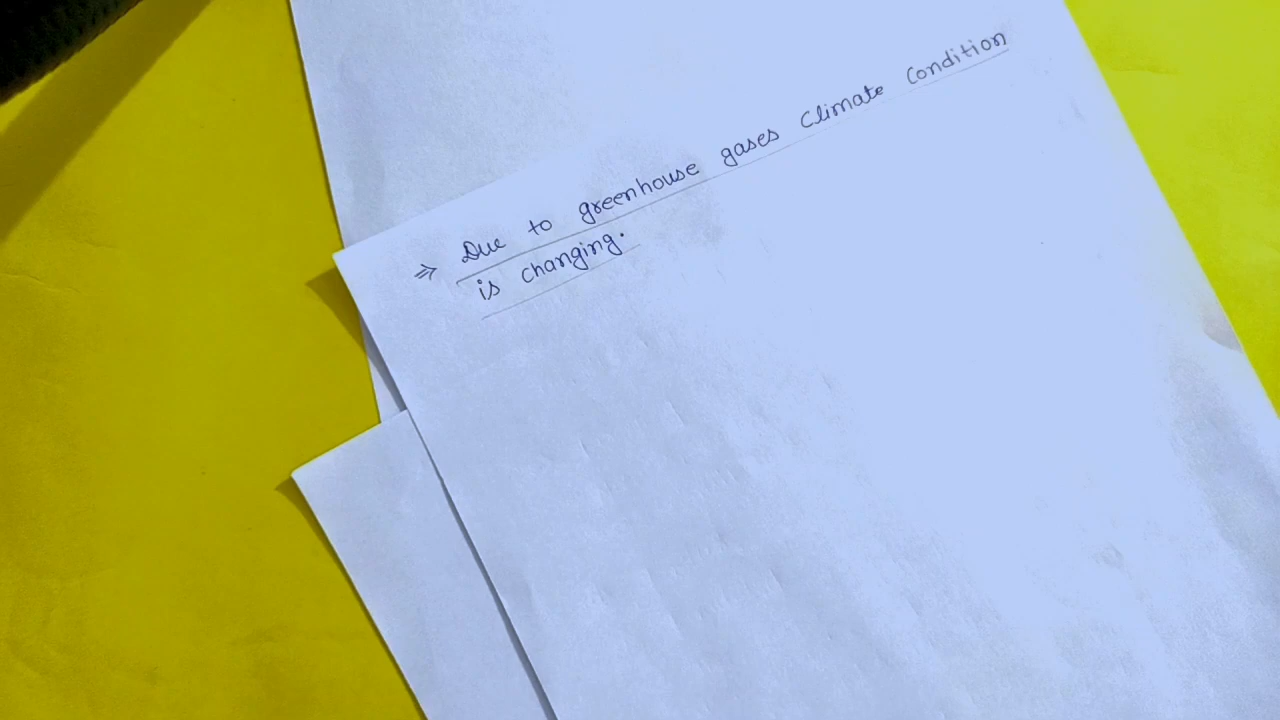 ⇒ Due to greenhouse gases Climate Condition
is changing.